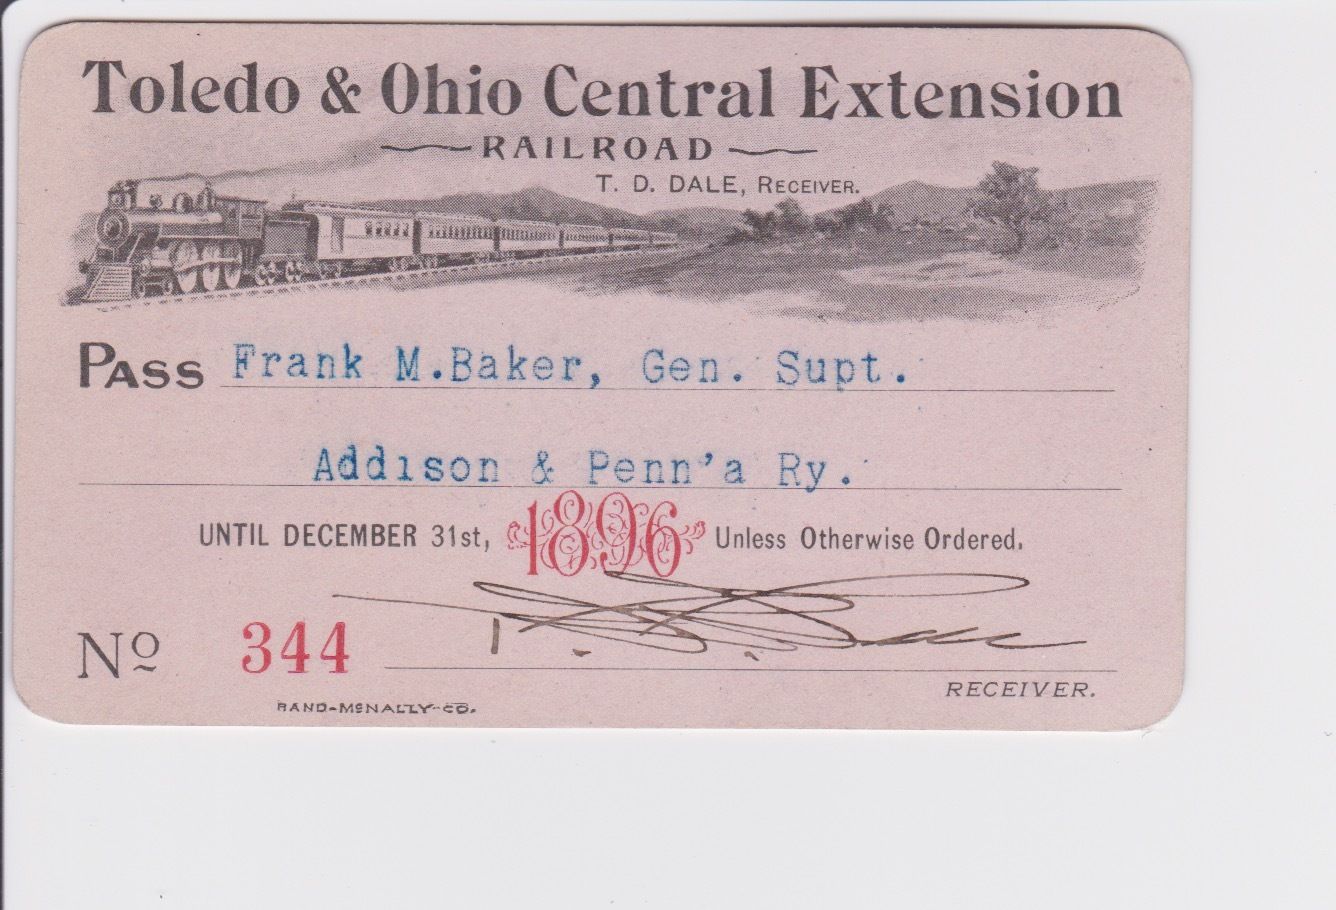 Toledo & Ohio Central Extension
RAILROAD
T. D. DALE, RECEIVER.
PASS Frank M.Baker, Gen. Supt.
Addison & Penn'a Ry.
UNTIL DECEMBER 31st, 1896 Unless Otherwise Ordered.
T. D. Dale
No 344
RECEIVER.
RAND-McNALLY-CO.